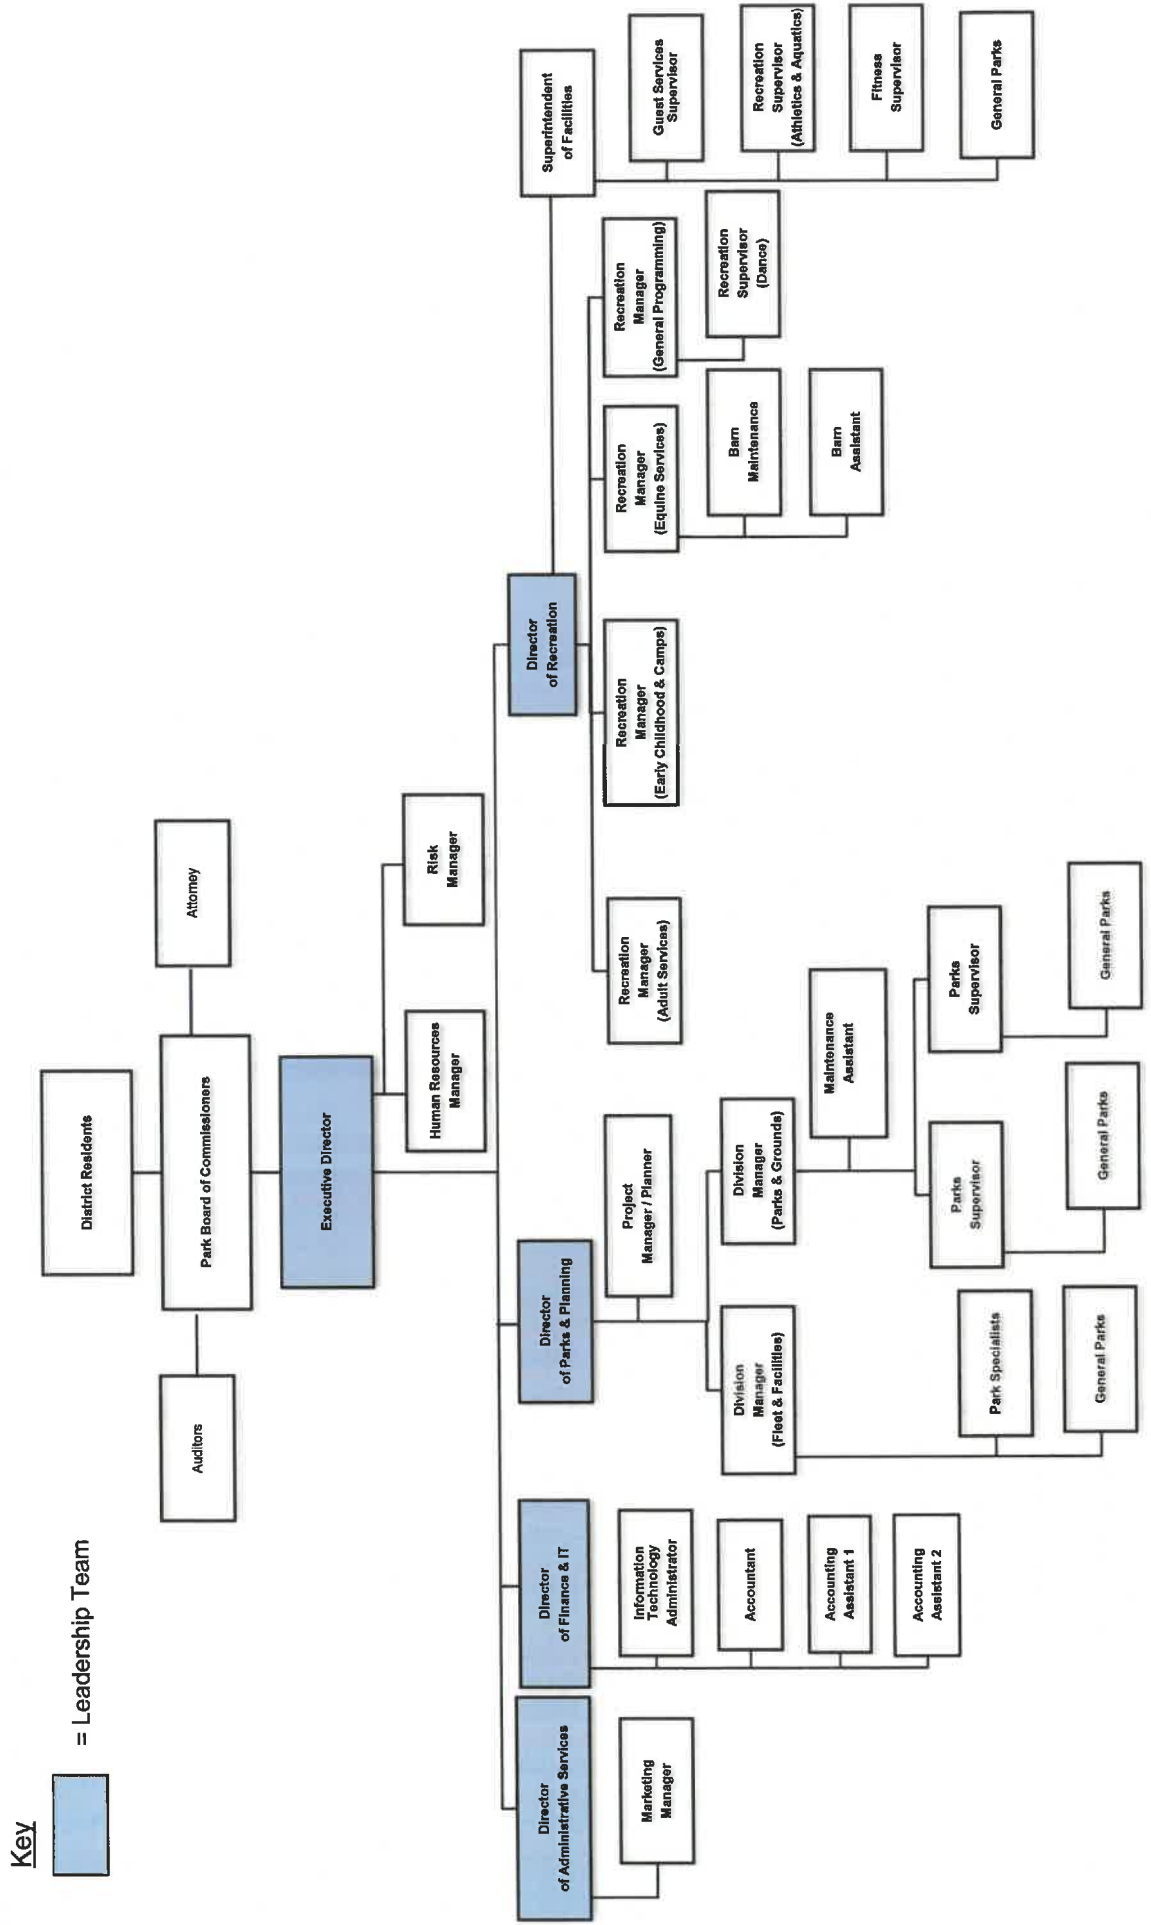 Key
= Leadership Team
District Residents
Auditors
Park Board of Commissioners
Attorney
Executive Director
Human Resources
Manager
Risk
Manager
Director
of Administrative Services
Marketing
Manager
Director
of Finance & IT
Information
Technology
Administrator
Accountant
Accounting
Assistant 1
Accounting
Assistant 2
Director
of Parks & Planning
Project
Manager / Planner
Division
Manager
(Fleet & Facilities)
Park Specialists
General Parks
Division
Manager
(Parks & Grounds)
Maintenance
Assistant
Parks
Supervisor
General Parks
Parks
Supervisor
General Parks
Director
of Recreation
Recreation
Manager
(Adult Services)
Recreation
Manager
(Early Childhood & Camps)
Recreation
Manager
(Equine Services)
Barn
Maintenance
Barn
Assistant
Recreation
Manager
(General Programming)
Recreation
Supervisor
(Dance)
Superintendent
of Facilities
Guest Services
Supervisor
Recreation
Supervisor
(Athletics & Aquatics)
Fitness
Supervisor
General Parks